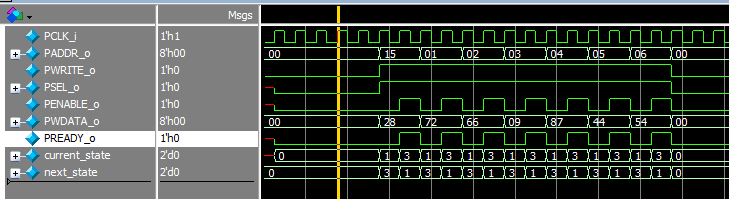 Msgs
PCLK_i 1'h1
PADDR_o 8'h00 00 15 01 02 03 04 05 06 00
PWRITE_o 1'h0
PSEL_o 1'h0
PENABLE_o 1'h0
PWDATA_o 8'h00 00 28 72 66 09 87 44 54 00
PREADY_o 1'h0
current_state 2'd0 0 1 3 1 3 1 3 1 3 1 3 1 3 1 3 0
next_state 2'd0 0 3 1 3 1 3 1 3 1 3 1 3 1 3 1 0